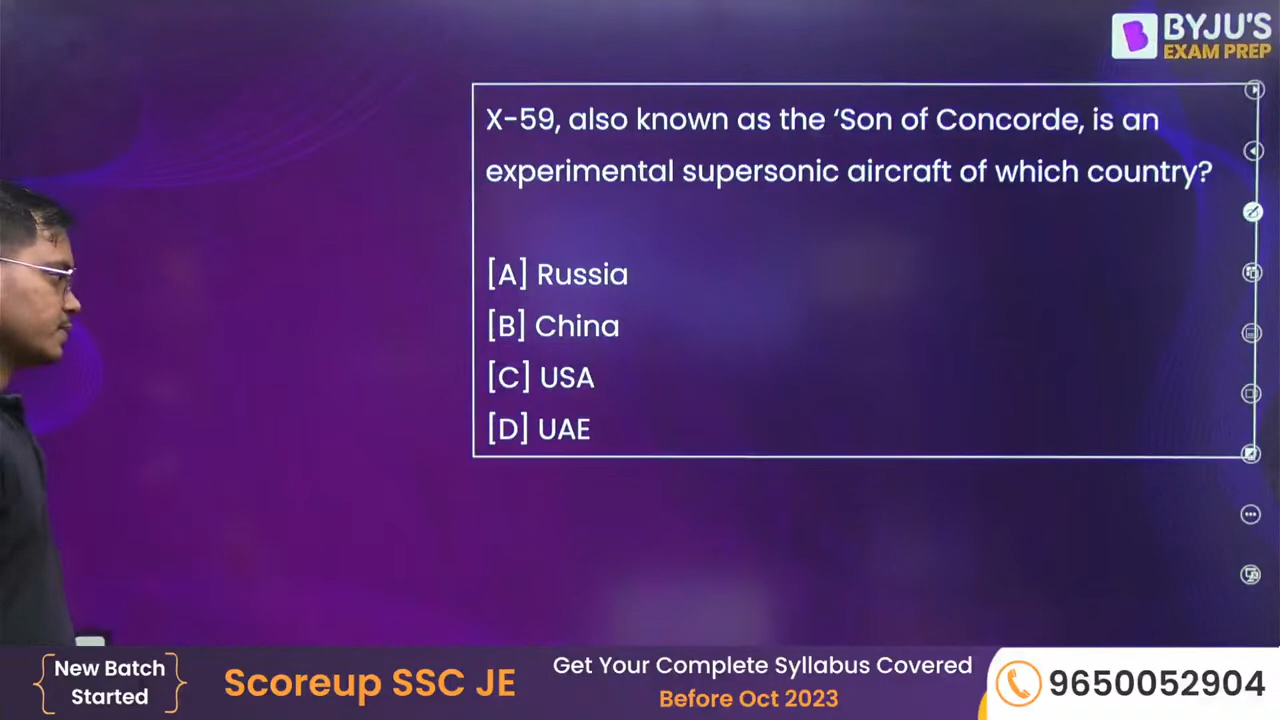 BYJU'S
EXAM PREP
X-59, also known as the ‘Son of Concorde, is an
experimental supersonic aircraft of which country?
[A] Russia
[B] China
[C] USA
[D] UAE
New Batch
Started
Scoreup SSC JE
Get Your Complete Syllabus Covered
Before Oct 2023
9650052904